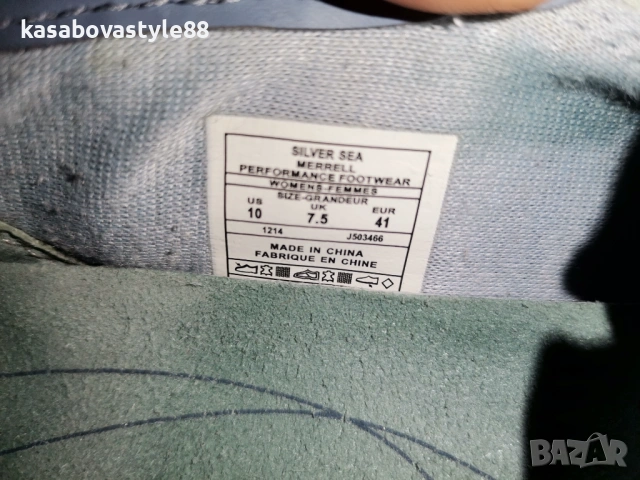 kasabovastyle88
SILVER SEA
MERRELL
PERFORMANCE FOOTWEAR
WOMENS-FEMMES
SIZE-GRANDEUR
US UK EUR
10 7.5 41
1214 J503466
MADE IN CHINA
FABRIQUE EN CHINE
BAZAR